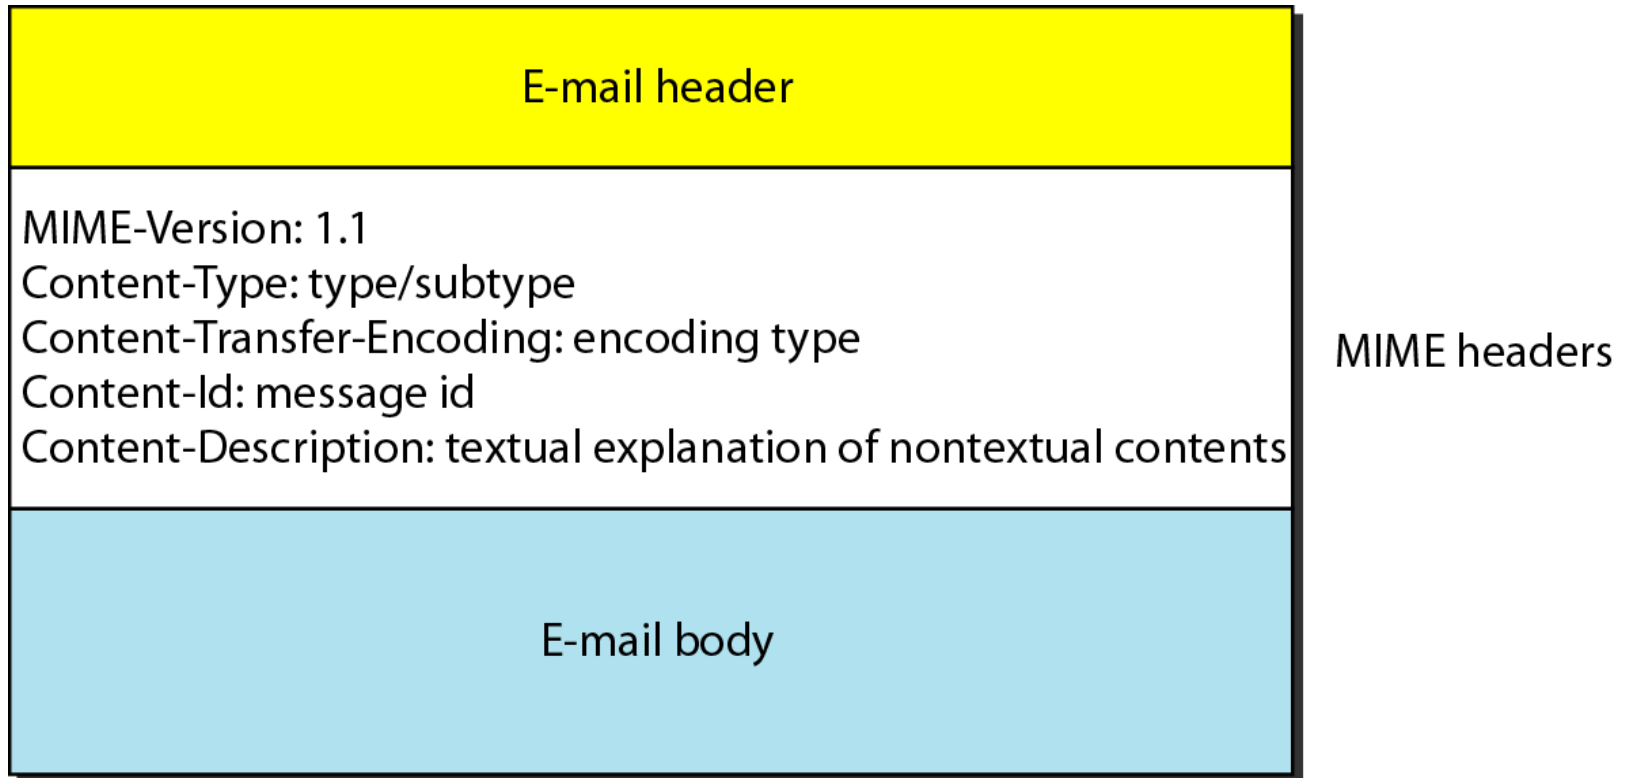 E-mail header
MIME-Version: 1.1
Content-Type: type/subtype
Content-Transfer-Encoding: encoding type
Content-Id: message id
Content-Description: textual explanation of nontextual contents
MIME headers
E-mail body